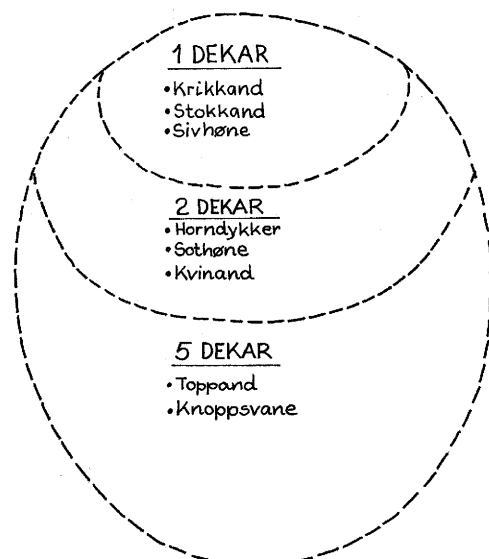 1 DEKAR
•Krikkand
•Stokkand
•Sivhøne
2 DEKAR
•Horndykker
•Sothøne
•Kvinand
5 DEKAR
•Toppand
•Knoppsvane